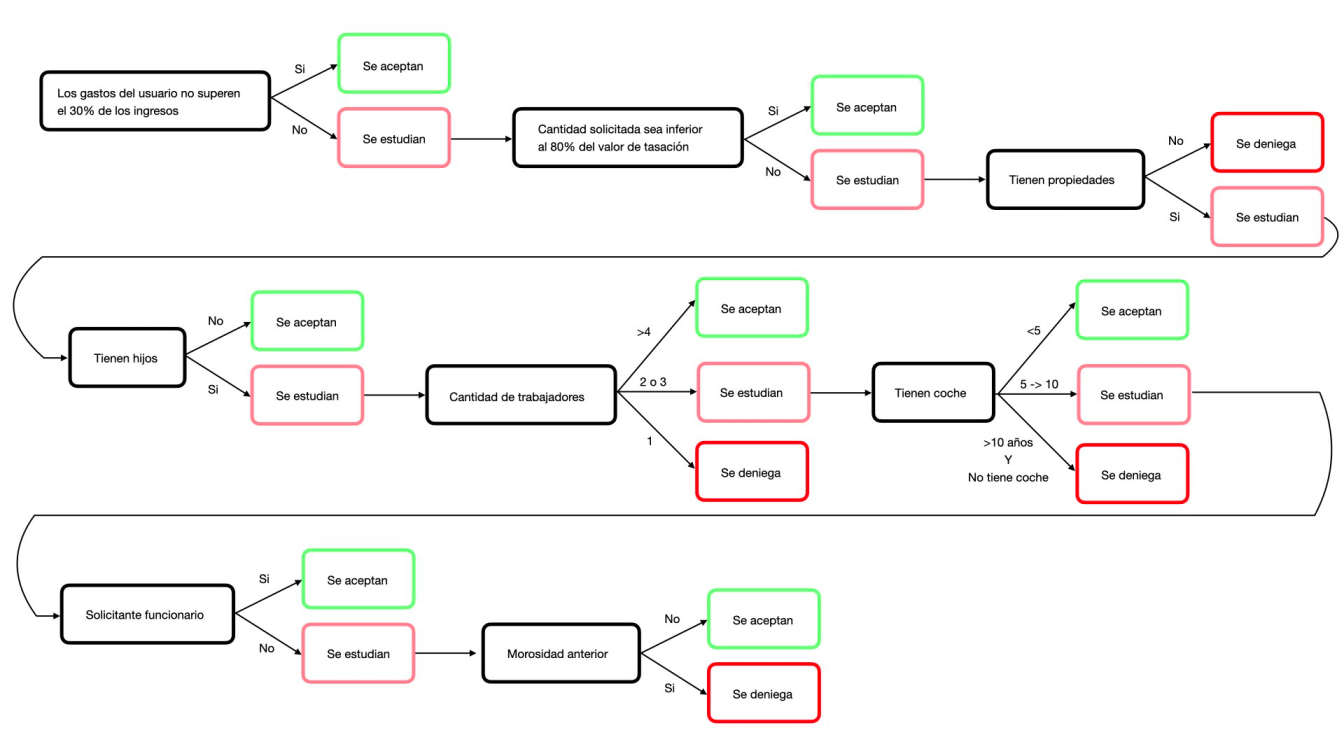 Los gastos del usuario no superen
el 30% de los ingresos
Si
Se aceptan
No
Se estudian
Cantidad solicitada sea inferior
al 80% del valor de tasación
Si
Se aceptan
No
Se estudian
Tienen propiedades
No
Se deniega
Si
Se estudian
Tienen hijos
No
Se aceptan
Si
Se estudian
Cantidad de trabajadores
>4
Se aceptan
2 o 3
Se estudian
1
Se deniega
Tienen coche
<5
Se aceptan
5 -> 10
Se estudian
>10 años
Y
No tiene coche
Se deniega
Solicitante funcionario
Si
Se aceptan
No
Se estudian
Morosidad anterior
No
Se aceptan
Si
Se deniega